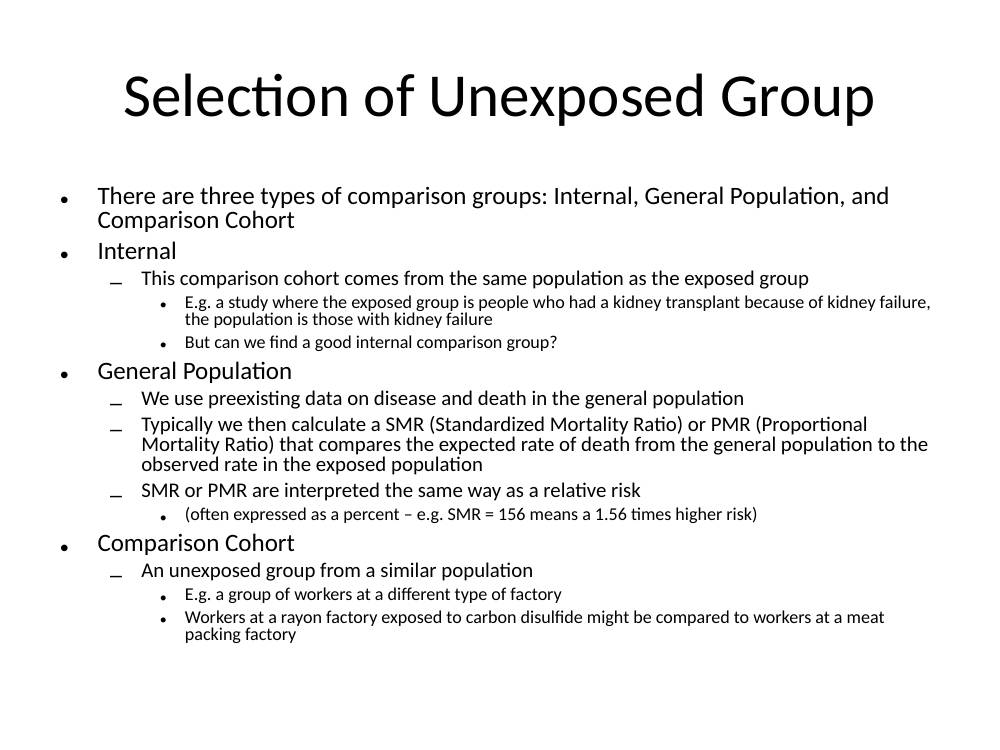 Selection of Unexposed Group
• There are three types of comparison groups: Internal, General Population, and
Comparison Cohort
• Internal
– This comparison cohort comes from the same population as the exposed group
• E.g. a study where the exposed group is people who had a kidney transplant because of kidney failure,
the population is those with kidney failure
• But can we find a good internal comparison group?
• General Population
– We use preexisting data on disease and death in the general population
– Typically we then calculate a SMR (Standardized Mortality Ratio) or PMR (Proportional
Mortality Ratio) that compares the expected rate of death from the general population to the
observed rate in the exposed population
– SMR or PMR are interpreted the same way as a relative risk
• (often expressed as a percent – e.g. SMR = 156 means a 1.56 times higher risk)
• Comparison Cohort
– An unexposed group from a similar population
• E.g. a group of workers at a different type of factory
• Workers at a rayon factory exposed to carbon disulfide might be compared to workers at a meat
packing factory